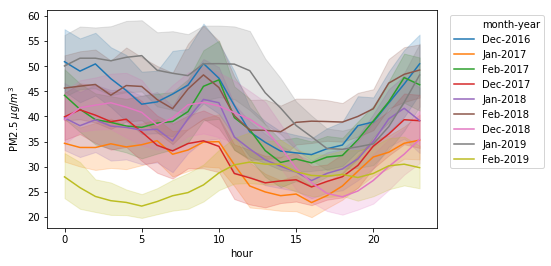 60
55
50
45
40
35
30
25
20
PM2.5 μg/m³
0
5
10
15
20
hour
month-year
Dec-2016
Jan-2017
Feb-2017
Dec-2017
Jan-2018
Feb-2018
Dec-2018
Jan-2019
Feb-2019